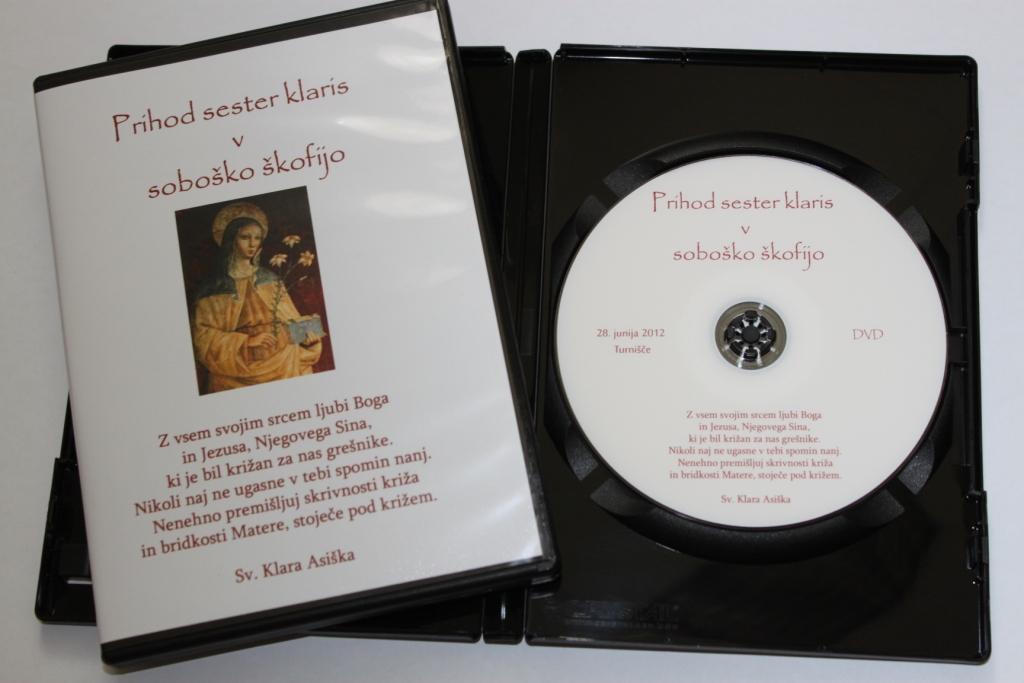 Prihod sester klaris
v
soboško škofijo
Z vsem svojim srcem ljubi Boga
in Jezusa, Njegovega Sina,
ki je bil križan za nas grešnike.
Nikoli naj ne ugasne v tebi spomin nanj.
Nenehno premišljuj skrivnosti križa
in bridkosti Matere, stoječe pod križem.
Sv. Klara Asiška
Prihod sester klaris
v
soboško škofijo
28. junija 2012
Turnišče
DVD
Z vsem svojim srcem ljubi Boga
in Jezusa, Njegovega Sina,
ki je bil križan za nas grešnike.
Nikoli naj ne ugasne v tebi spomin nanj.
Nenehno premišljuj skrivnosti križa
in bridkosti Matere, stoječe pod križem.
Sv. Klara Asiška